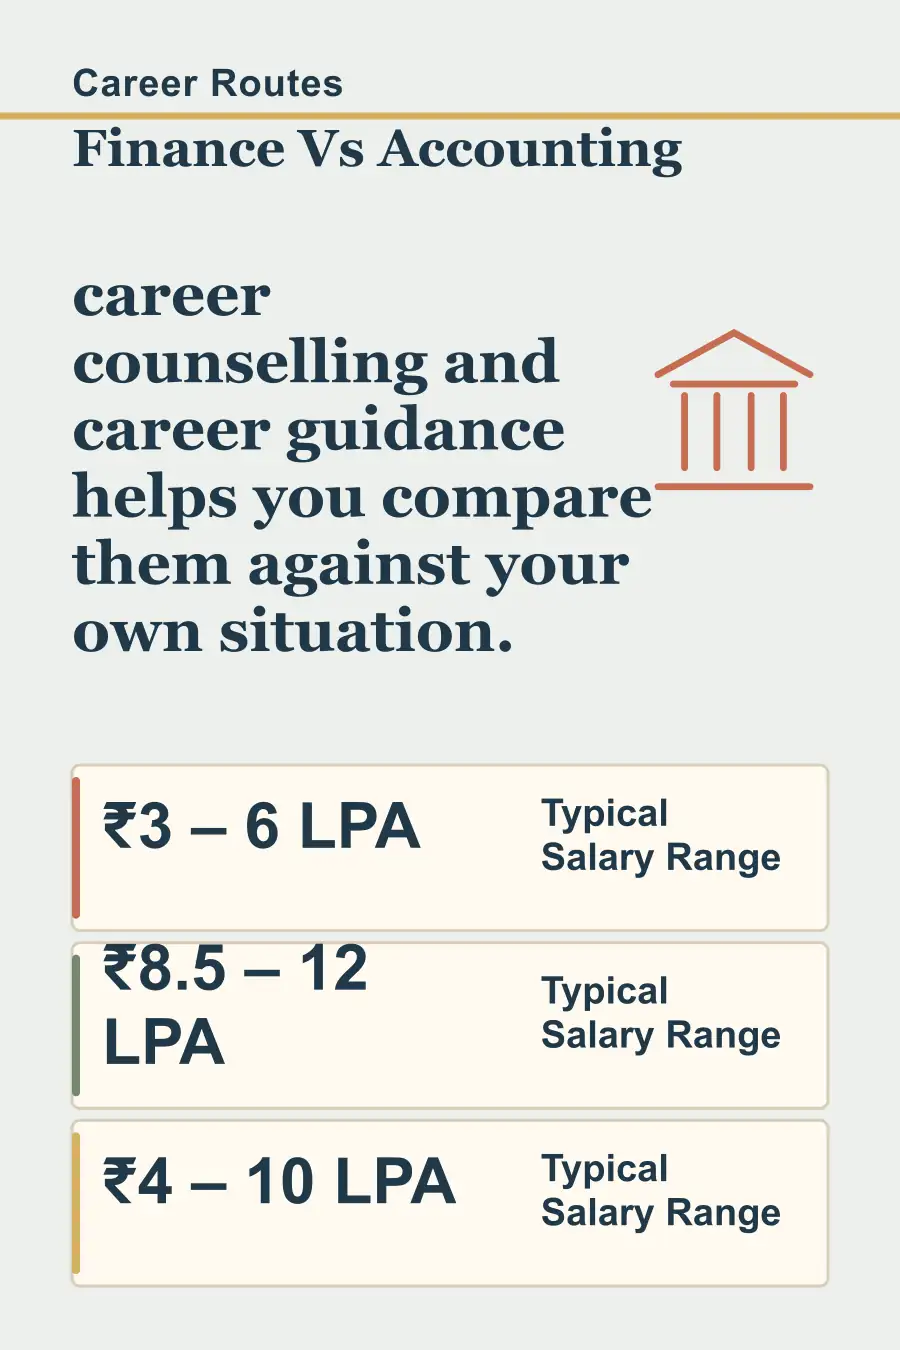 Career Routes
Finance Vs Accounting
career
counselling and
career guidance
helps you compare
them against your
own situation.
₹3 – 6 LPA
Typical
Salary Range
₹8.5 – 12
LPA
Typical
Salary Range
₹4 – 10 LPA
Typical
Salary Range